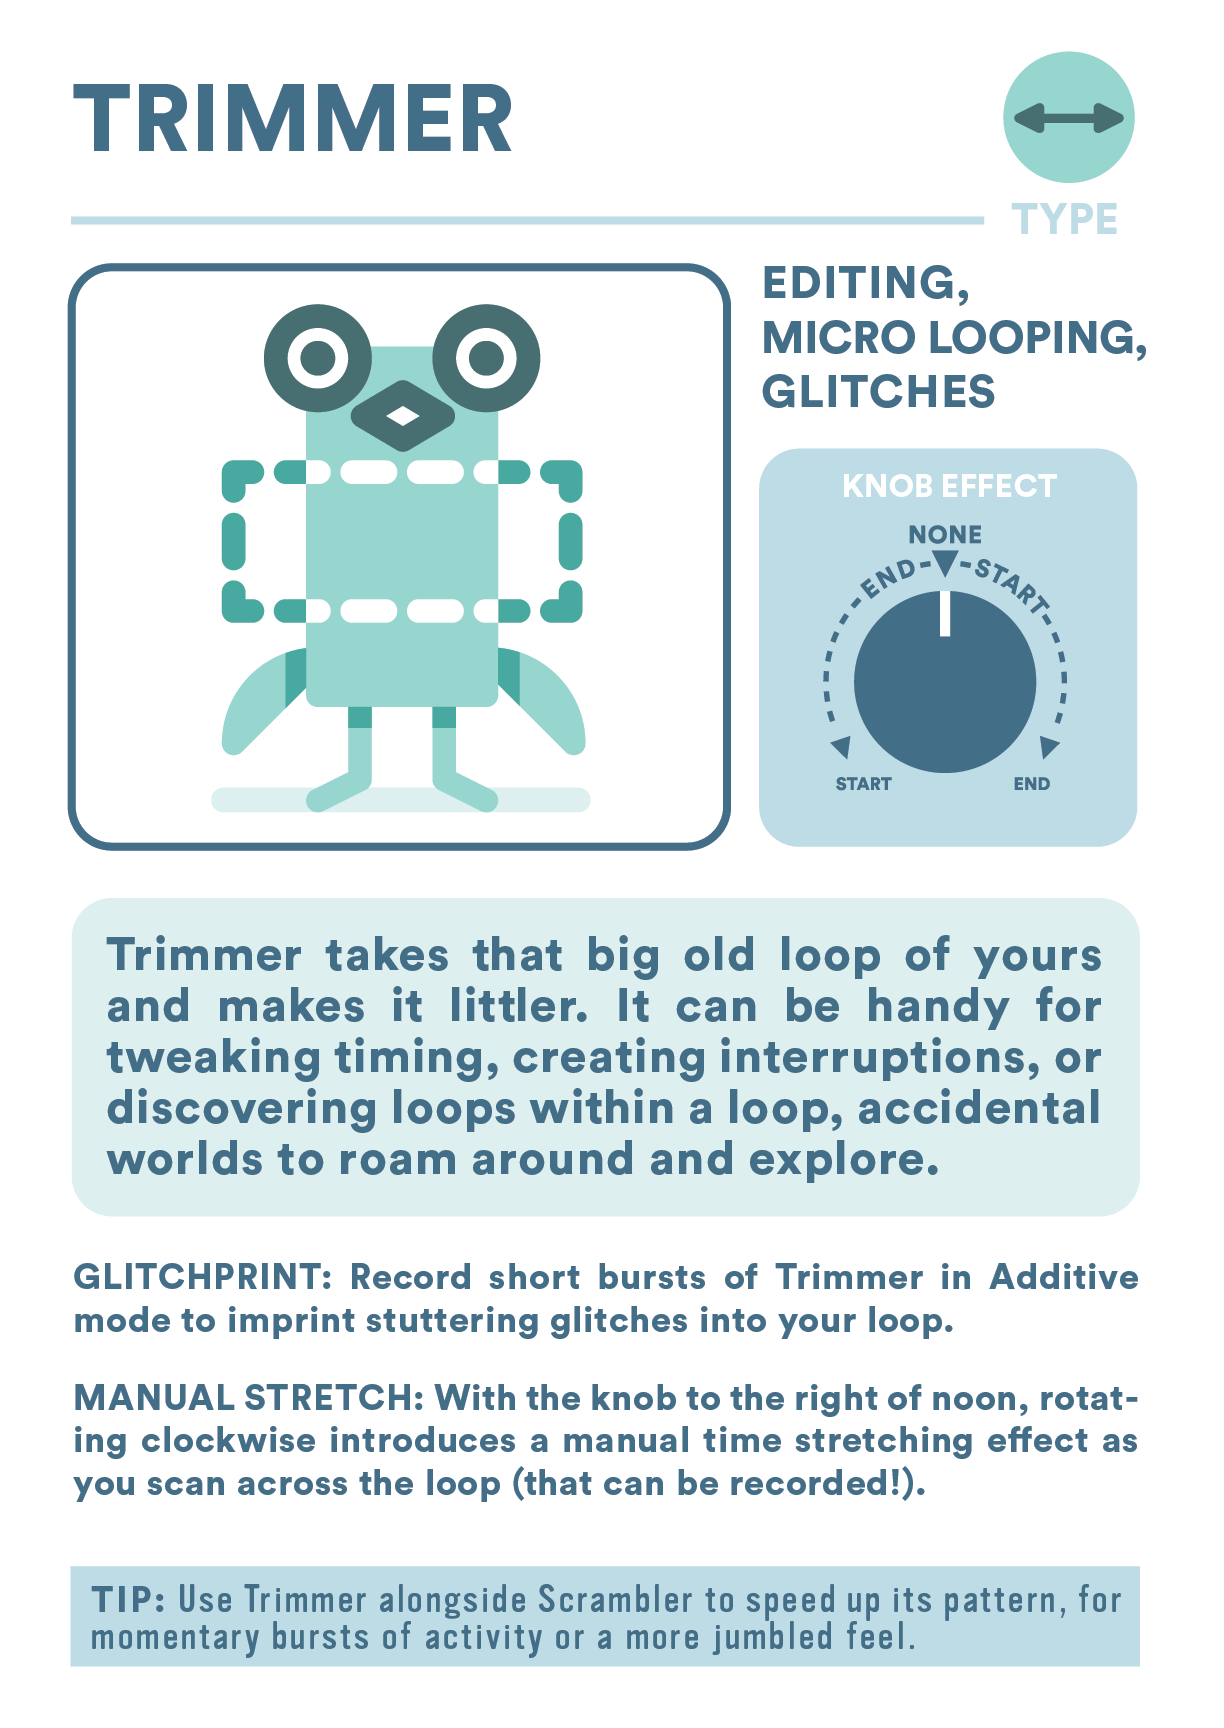 TRIMMER
TYPE
EDITING,
MICRO LOOPING,
GLITCHES
KNOB EFFECT
NONE
END
START
START
END
Trimmer takes that big old loop of yours
and makes it littler. It can be handy for
tweaking timing, creating interruptions, or
discovering loops within a loop, accidental
worlds to roam around and explore.
GLITCHPRINT: Record short bursts of Trimmer in Additive
mode to imprint stuttering glitches into your loop.
MANUAL STRETCH: With the knob to the right of noon, rotat-
ing clockwise introduces a manual time stretching effect as
you scan across the loop (that can be recorded!).
TIP: Use Trimmer alongside Scrambler to speed up its pattern, for
momentary bursts of activity or a more jumbled feel.